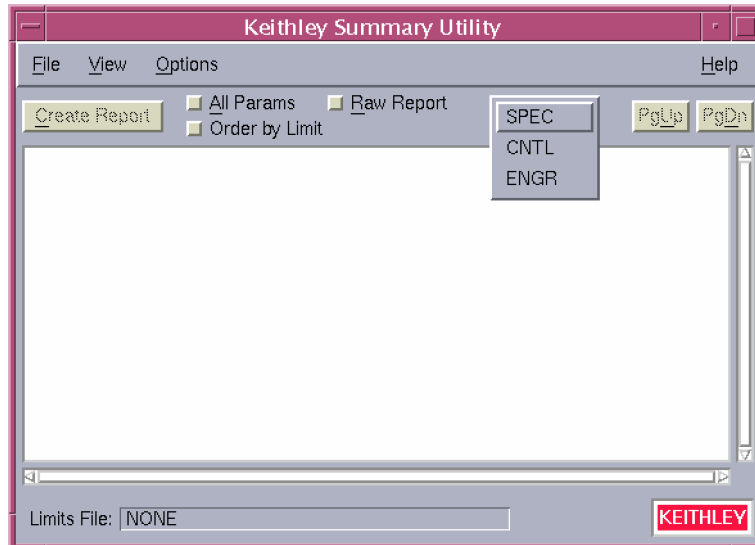 Keithley Summary Utility
File View Options Help
Create Report All Params Raw Report SPEC PgUp PgDn
Order by Limit CNTL
ENGR
Limits File: NONE KEITHLEY